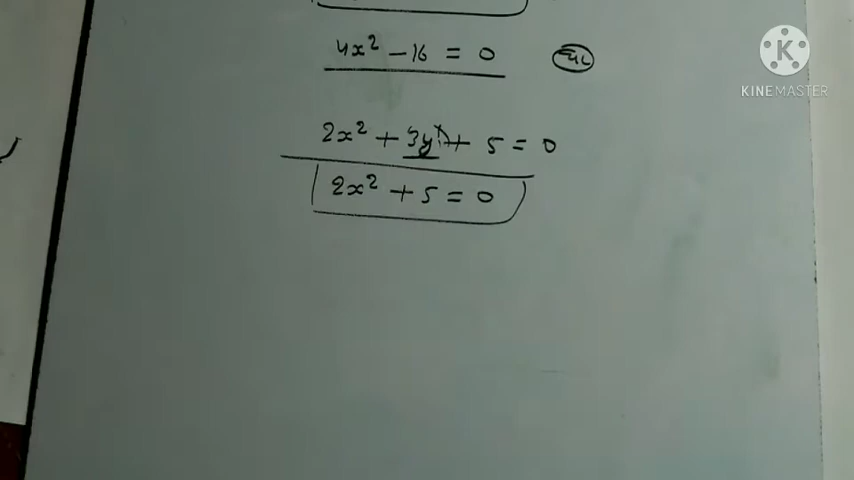 4x² - 16 = 0
K
KINEMASTER
2x² + 3y + 5 = 0
2x² + 5 = 0